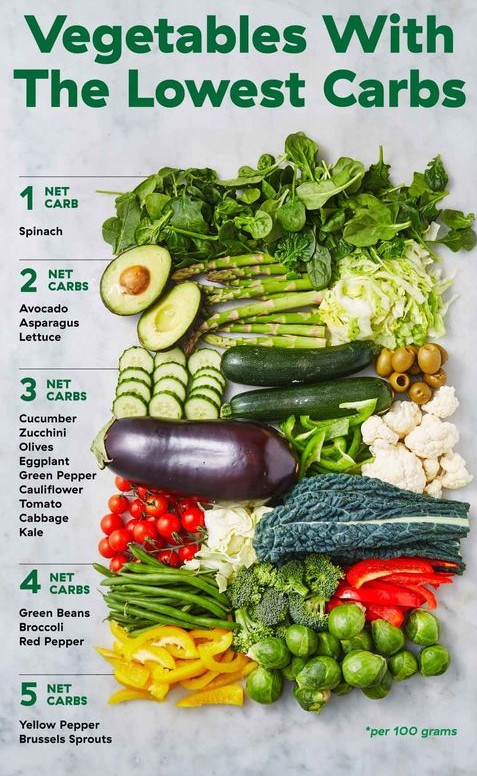 Vegetables With
The Lowest Carbs
1 NET
CARB
Spinach
2 NET
CARBS
Avocado
Asparagus
Lettuce
3 NET
CARBS
Cucumber
Zucchini
Olives
Eggplant
Green Pepper
Cauliflower
Tomato
Cabbage
Kale
4 NET
CARBS
Green Beans
Broccoli
Red Pepper
5 NET
CARBS
Yellow Pepper
Brussels Sprouts
*per 100 grams